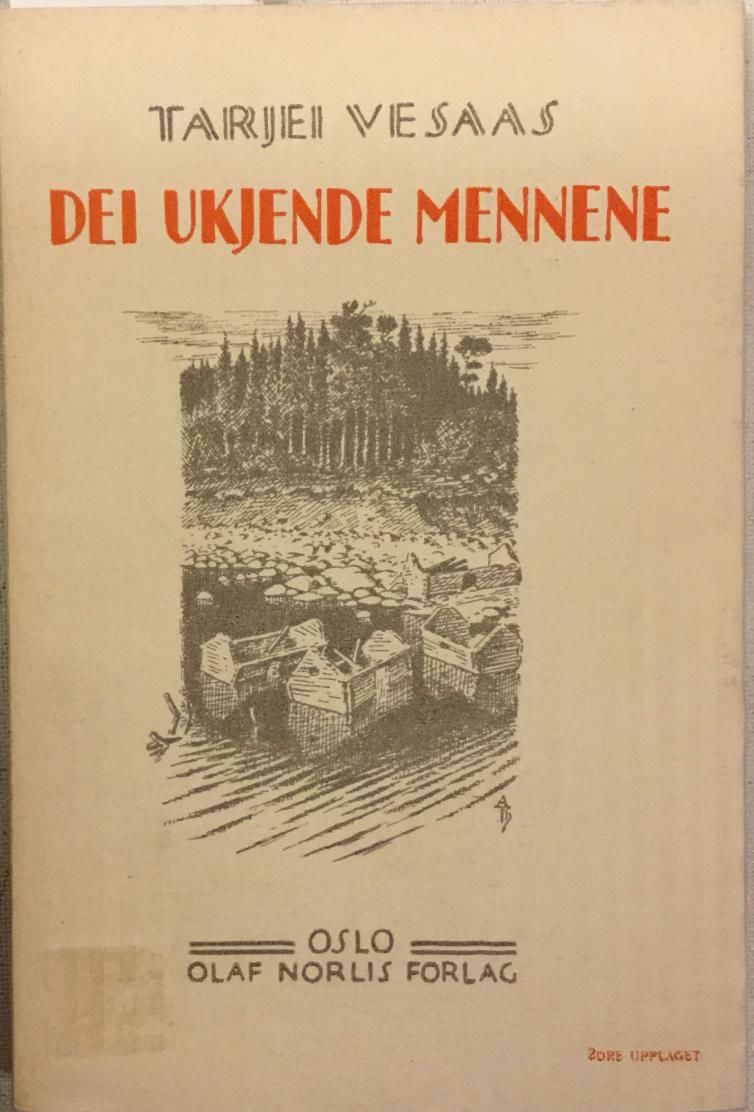 TARJEI VESAAS
DEI UKJENDE MENNENE
OSLO
OLAF NORLIS FORLAG
2DRE UPPLAGET